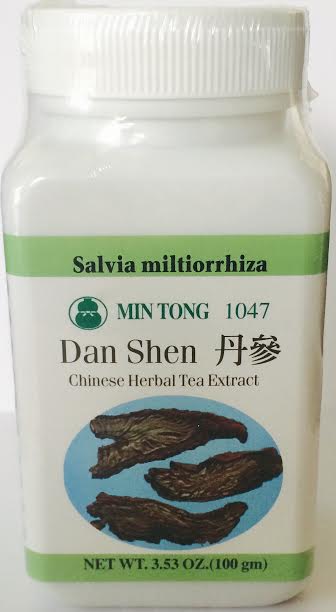 Salvia miltiorrhiza
MIN TONG 1047
Dan Shen 丹參
Chinese Herbal Tea Extract
NET WT. 3.53 OZ.(100 gm)